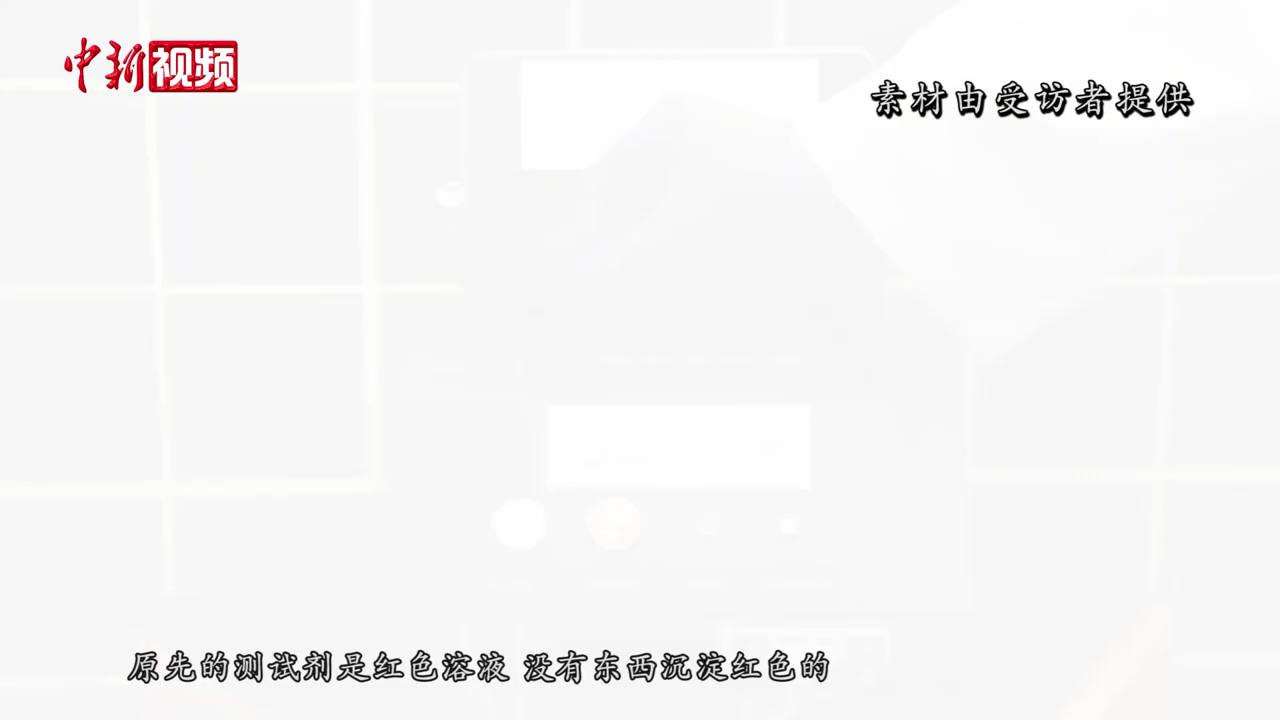 中新视频
素材由受访者提供
原先的测试剂是红色溶液 没有东西沉淀红色的